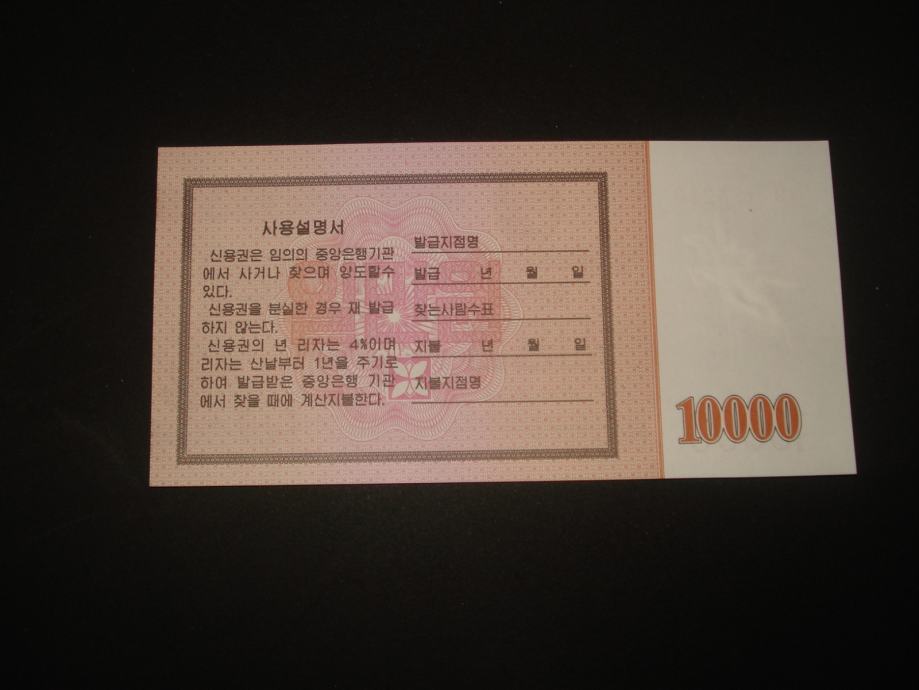 사용설명서
신용권은 임의의 중앙은행기관
에서 사거나 찾으며 양도할수
있다.
신용권을 분실한 경우 재 발급
하지 않는다.
신용권의 년 리자는 4%이며
리자는 산날부터 1년을 주기로
하여 발급받은 중앙은행 기관
에서 찾을 때에 계산지불한다.
발급지점명
발급 년 월 일
찾는사람수표
지불 년 월 일
지불지점명
10000